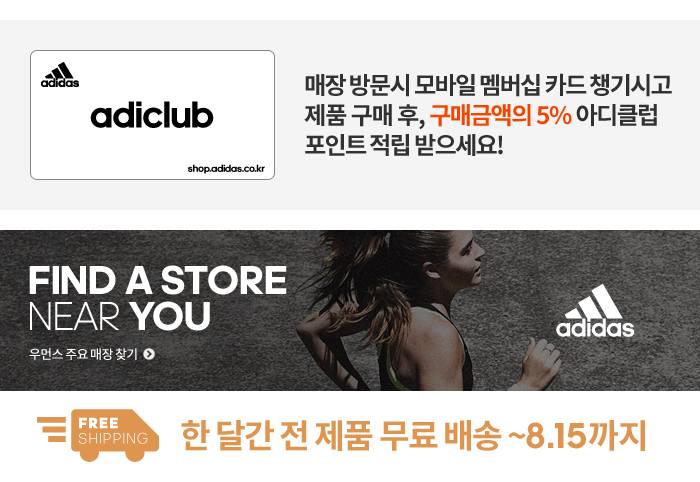 adidas
adiclub
shop.adidas.co.kr
매장 방문시 모바일 멤버십 카드 챙기시고
제품 구매 후, 구매금액의 5% 아디클럽
포인트 적립 받으세요!
FIND A STORE
NEAR YOU
우먼스 주요 매장 찾기
adidas
FREE
SHIPPING
한 달간 전 제품 무료 배송 ~8.15까지